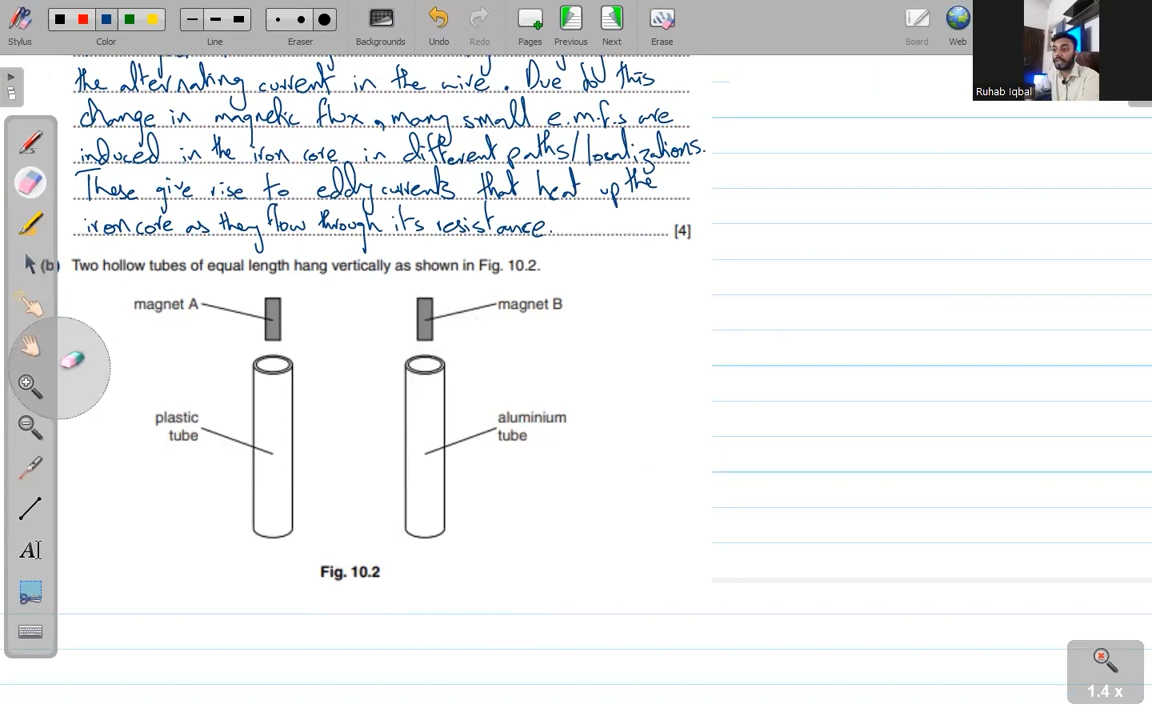 Stylus
Color
Line
Eraser
Backgrounds
Undo
Redo
Pages
Previous
Next
Erase
Board
Web
Ruhab Iqbal
the alternating current in the wire. Due to this
change in magnetic flux, many small e.m.f.s are
induced in the iron core in different paths/localizations.
These give rise to eddy currents that heat up the
iron core as they flow through its resistance. [4]
(b) Two hollow tubes of equal length hang vertically as shown in Fig. 10.2.
magnet A
magnet B
plastic
tube
aluminium
tube
Fig. 10.2
AI
1.4 x